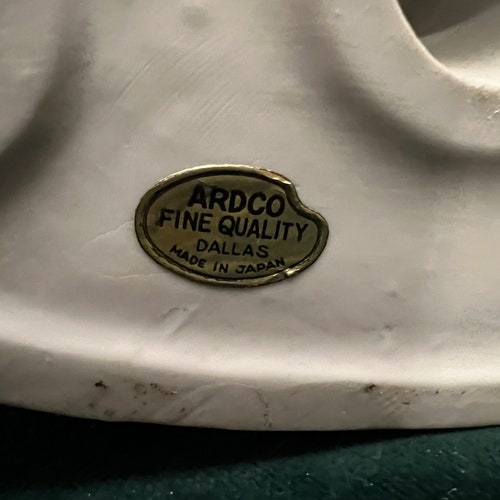 ARDCO
FINE QUALITY
DALLAS
MADE IN JAPAN